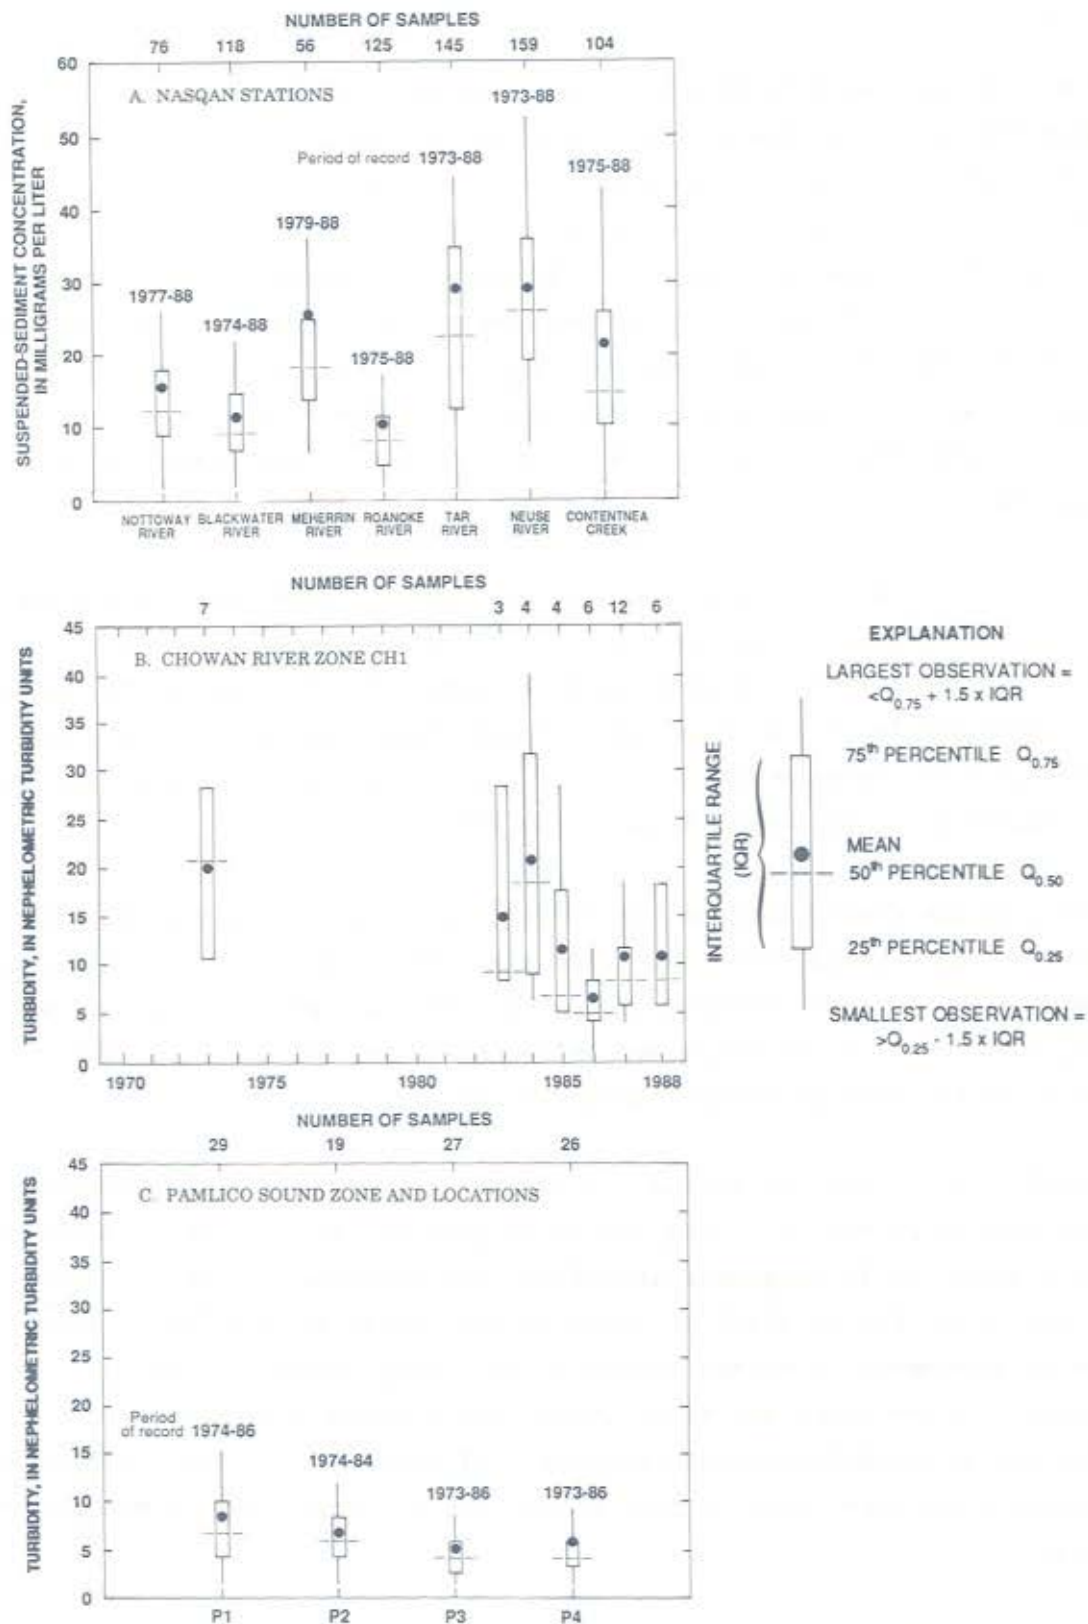 NUMBER OF SAMPLES
76 118 56 125 145 159 104
SUSPENDED-SEDIMENT CONCENTRATION,
IN MILLIGRAMS PER LITER
60
50
40
30
20
10
0
A. NASQAN STATIONS
1977-88
1974-88
1979-88
1975-88
Period of record 1973-88
1973-88
1975-88
NOTTOWAY RIVER
BLACKWATER RIVER
MEHERRIN RIVER
ROANOKE RIVER
TAR RIVER
NEUSE RIVER
CONTENTNEA CREEK
NUMBER OF SAMPLES
7 3 4 4 6 12 6
TURBIDITY, IN NEPHELOMETRIC TURBIDITY UNITS
45
40
35
30
25
20
15
10
5
0
B. CHOWAN RIVER ZONE CH1
1970 1975 1980 1985 1988
EXPLANATION
LARGEST OBSERVATION =
<Q0.75 + 1.5 x IQR
75th PERCENTILE Q0.75
MEAN
50th PERCENTILE Q0.50
25th PERCENTILE Q0.25
SMALLEST OBSERVATION =
>Q0.25 - 1.5 x IQR
INTERQUARTILE RANGE
(IQR)
NUMBER OF SAMPLES
29 19 27 26
TURBIDITY, IN NEPHELOMETRIC TURBIDITY UNITS
45
40
35
30
25
20
15
10
5
0
C. PAMLICO SOUND ZONE AND LOCATIONS
Period
of record 1974-86
1974-84
1973-86
1973-86
P1 P2 P3 P4